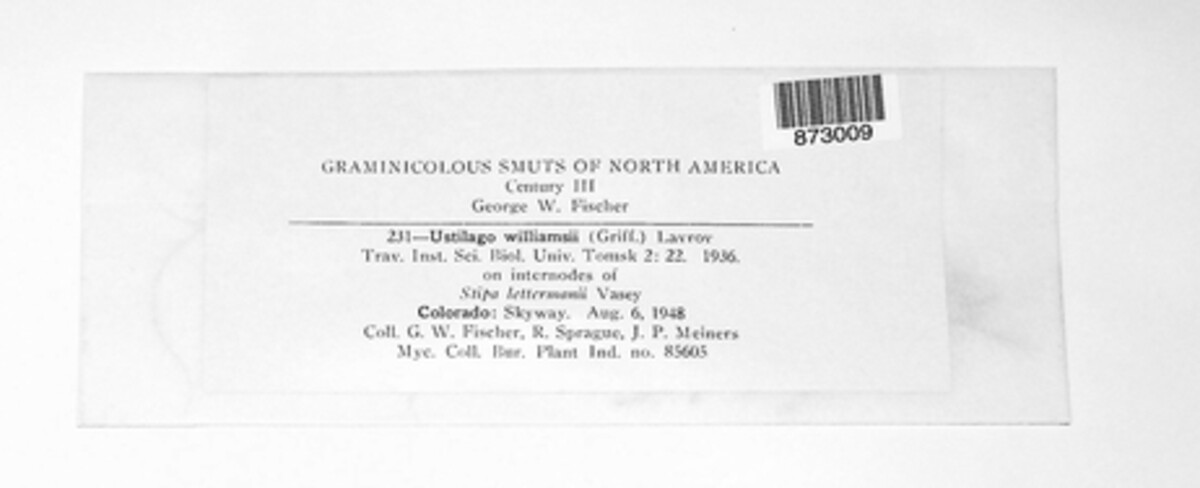 873009
GRAMINICOLOUS SMUTS OF NORTH AMERICA
Century III
George W. Fischer
231—Ustilago williamsii (Griff.) Lavrov
Trav. Inst. Sci. Biol. Univ. Tomsk 2: 22. 1936.
on internodes of
Stipa lettermanii Vasey
Colorado: Skyway. Aug. 6, 1948
Coll. G. W. Fischer, R. Sprague, J. P. Meiners
Myc. Coll. Bur. Plant Ind. no. 85605